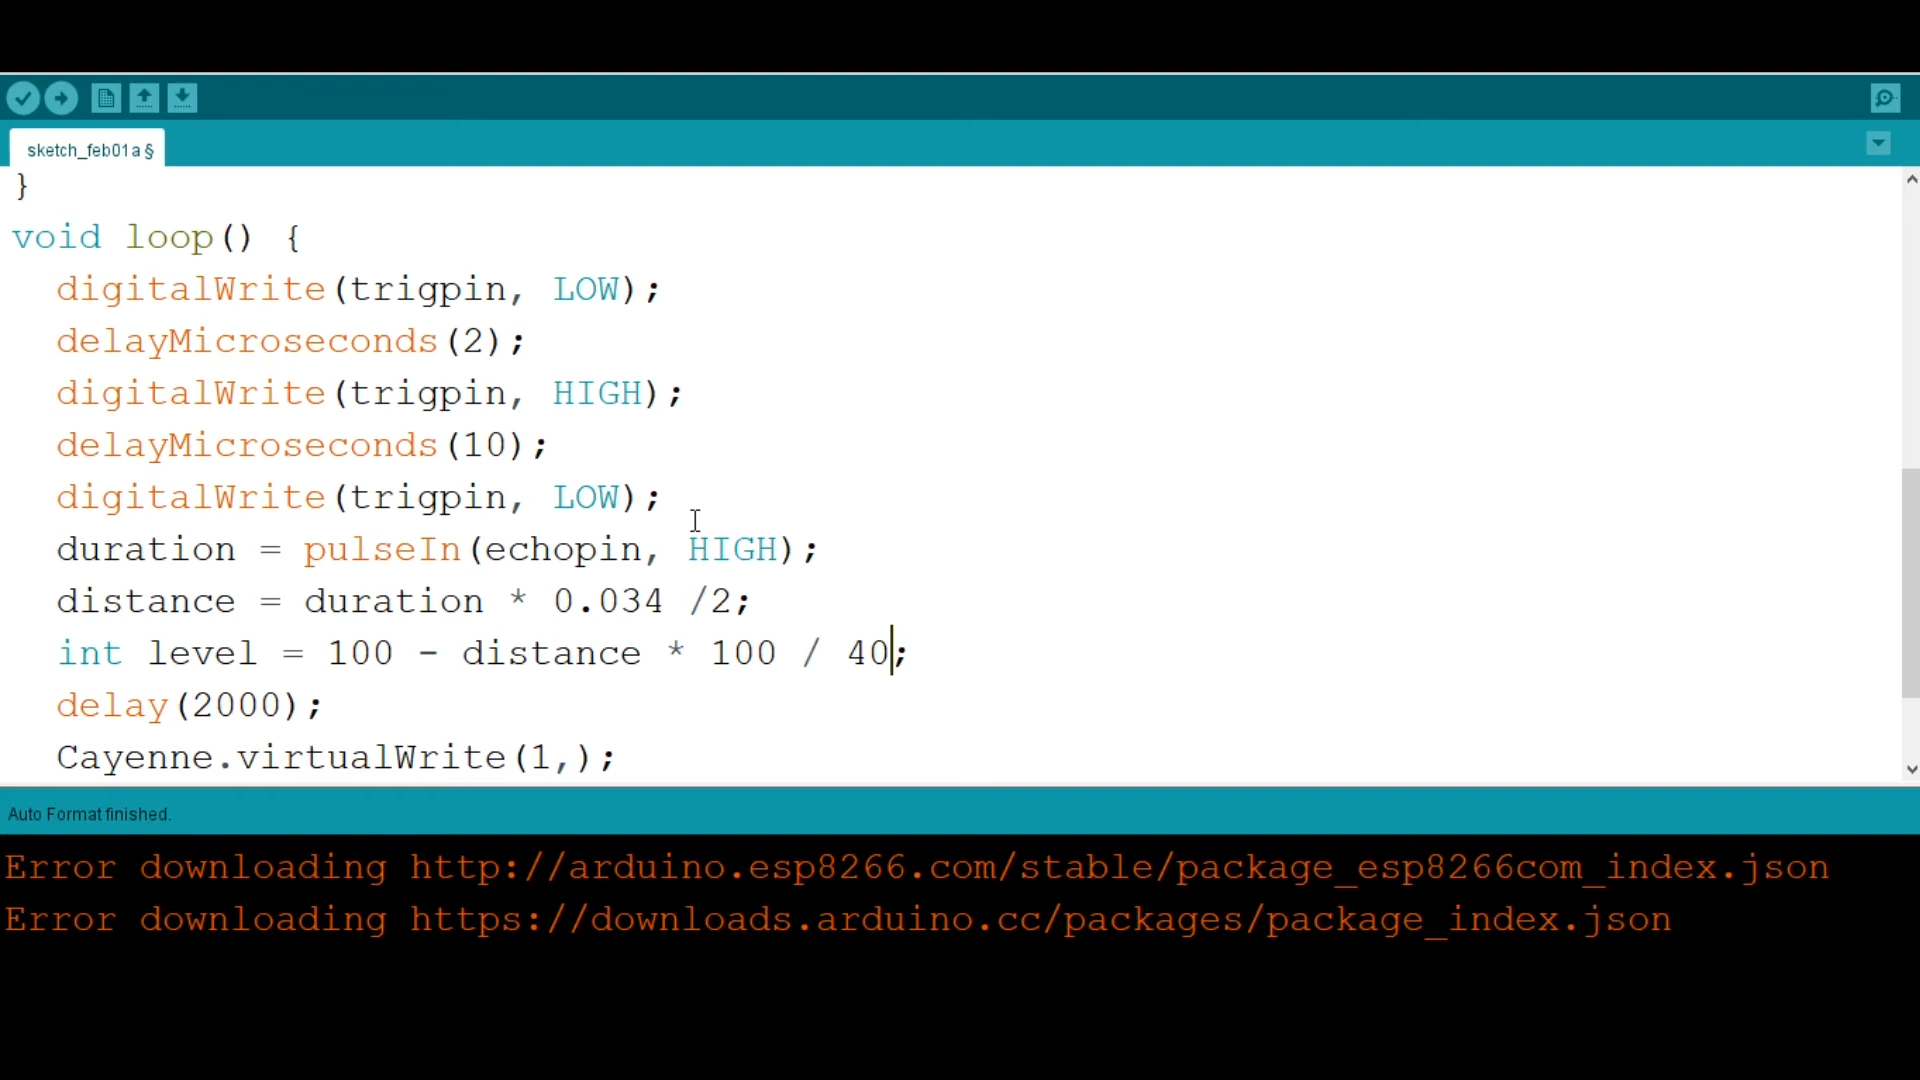 sketch_feb01a §
}
void loop() {
digitalWrite(trigpin, LOW);
delayMicroseconds(2);
digitalWrite(trigpin, HIGH);
delayMicroseconds(10);
digitalWrite(trigpin, LOW);
duration = pulseIn(echopin, HIGH);
distance = duration * 0.034 /2;
int level = 100 - distance * 100 / 40;
delay(2000);
Cayenne.virtualWrite(1,);
Auto Format finished.
Error downloading http://arduino.esp8266.com/stable/package_esp8266com_index.json
Error downloading https://downloads.arduino.cc/packages/package_index.json